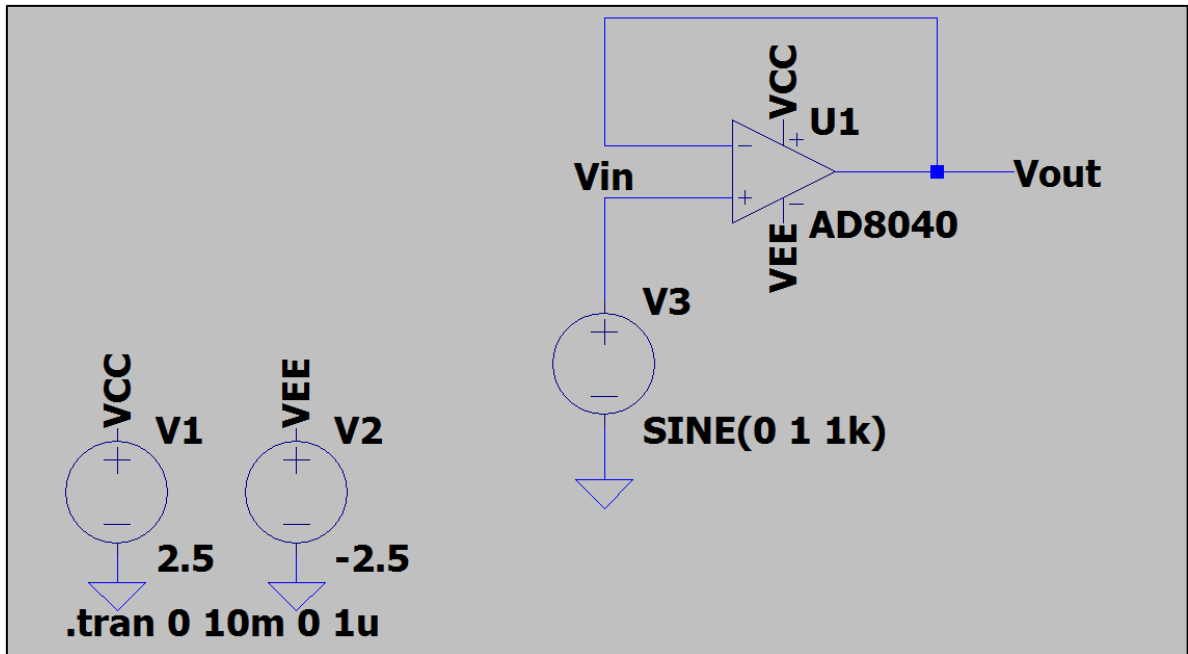 VCC
U1
Vin
Vout
AD8040
VEE
V3
SINE(0 1 1k)
VCC
V1
2.5
VEE
V2
-2.5
.tran 0 10m 0 1u